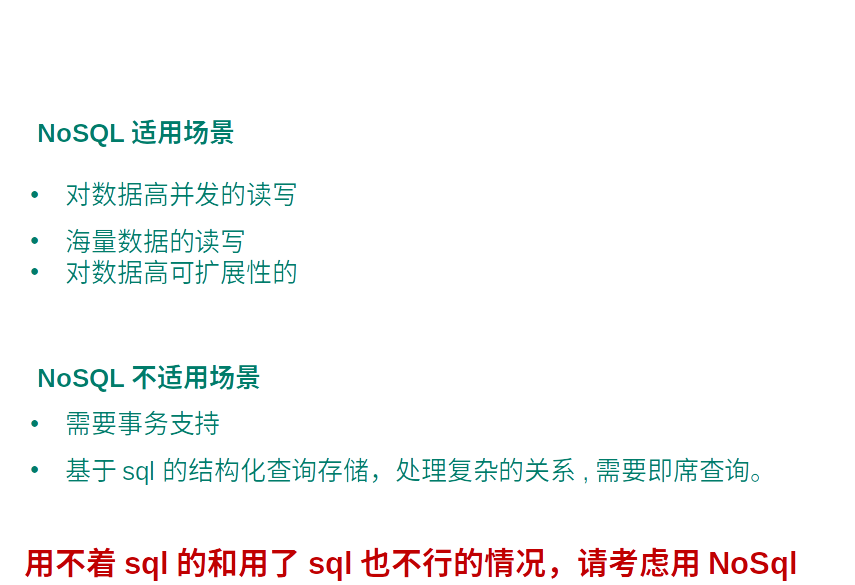 NoSQL 适用场景
• 对数据高并发的读写
• 海量数据的读写
• 对数据高可扩展性的
NoSQL 不适用场景
• 需要事务支持
• 基于 sql 的结构化查询存储，处理复杂的关系 , 需要即席查询。
用不着 sql 的和用了 sql 也不行的情况，请考虑用 NoSql